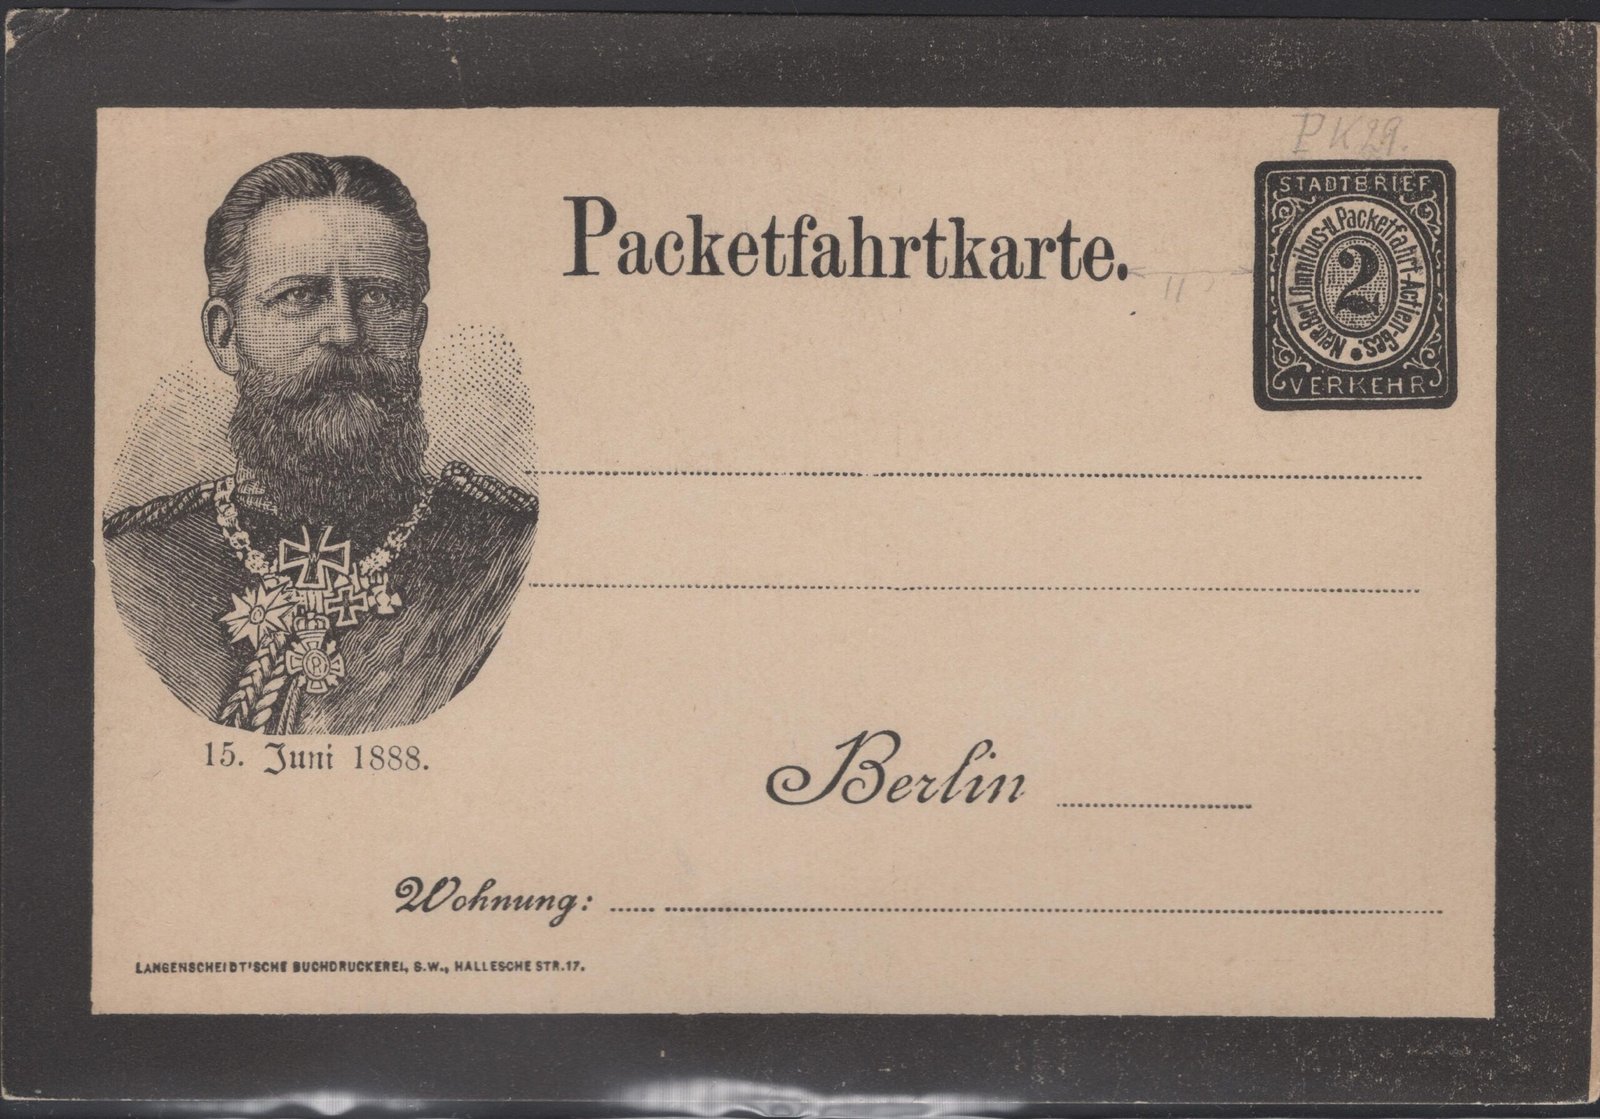 PK29.
Packetfahrtkarte.
11
STADTBRIEF
Neue Berl. Omnibus-u. Packetfahrt-Actien-Ges.
2
VERKEHR
15. Juni 1888.
Berlin
Wohnung:
LANGENSCHEIDT'SCHE BUCHDRUCKEREI, S.W., HALLESCHE STR.17.